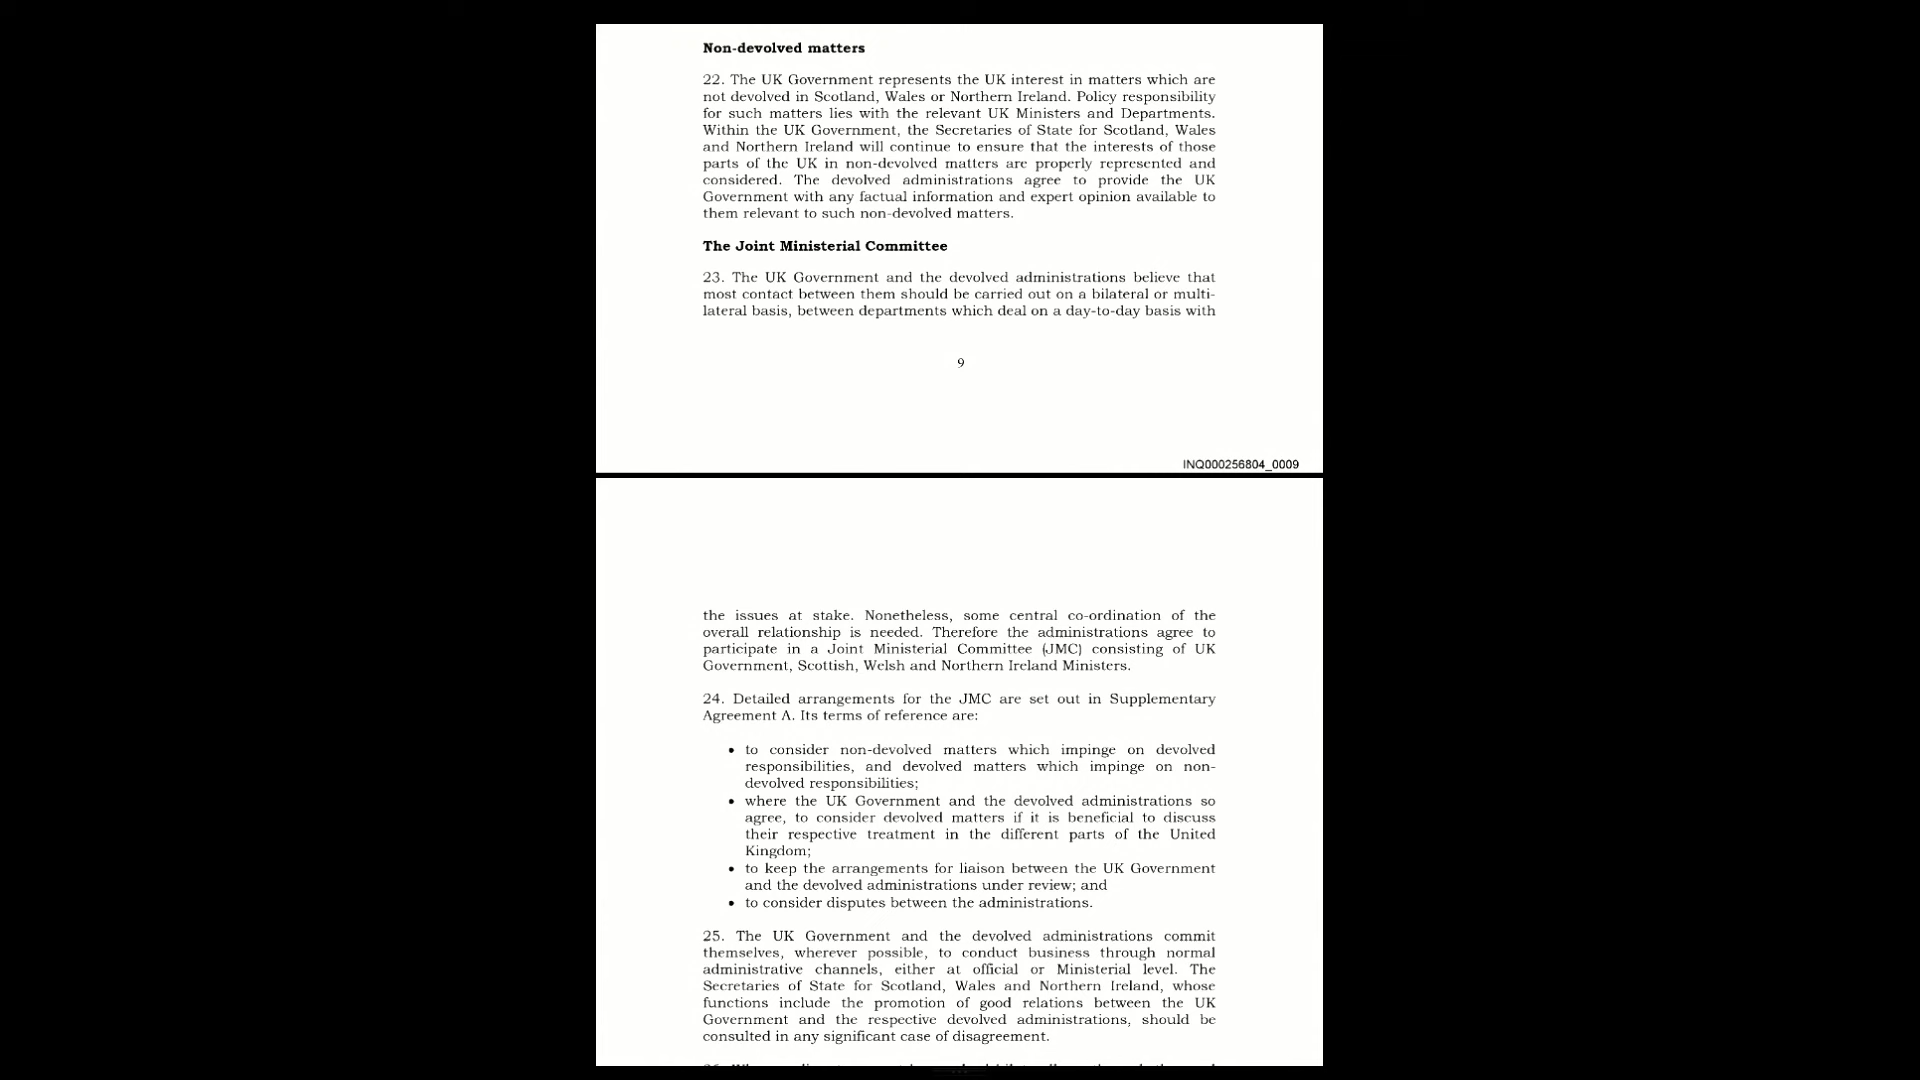 Non-devolved matters
22. The UK Government represents the UK interest in matters which are
not devolved in Scotland, Wales or Northern Ireland. Policy responsibility
for such matters lies with the relevant UK Ministers and Departments.
Within the UK Government, the Secretaries of State for Scotland, Wales
and Northern Ireland will continue to ensure that the interests of those
parts of the UK in non-devolved matters are properly represented and
considered. The devolved administrations agree to provide the UK
Government with any factual information and expert opinion available to
them relevant to such non-devolved matters.
The Joint Ministerial Committee
23. The UK Government and the devolved administrations believe that
most contact between them should be carried out on a bilateral or multi-
lateral basis, between departments which deal on a day-to-day basis with
9
INQ000256804_0009
the issues at stake. Nonetheless, some central co-ordination of the
overall relationship is needed. Therefore the administrations agree to
participate in a Joint Ministerial Committee (JMC) consisting of UK
Government, Scottish, Welsh and Northern Ireland Ministers.
24. Detailed arrangements for the JMC are set out in Supplementary
Agreement A. Its terms of reference are:
• to consider non-devolved matters which impinge on devolved
responsibilities, and devolved matters which impinge on non-
devolved responsibilities;
• where the UK Government and the devolved administrations so
agree, to consider devolved matters if it is beneficial to discuss
their respective treatment in the different parts of the United
Kingdom;
• to keep the arrangements for liaison between the UK Government
and the devolved administrations under review; and
• to consider disputes between the administrations.
25. The UK Government and the devolved administrations commit
themselves, wherever possible, to conduct business through normal
administrative channels, either at official or Ministerial level. The
Secretaries of State for Scotland, Wales and Northern Ireland, whose
functions include the promotion of good relations between the UK
Government and the respective devolved administrations, should be
consulted in any significant case of disagreement.